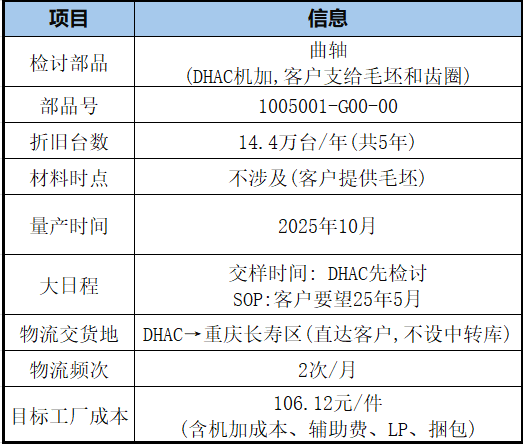 项目 信息
检讨部品 曲轴
(DHAC机加,客户支给毛坯和齿圈)
部品号 1005001-G00-00
折旧台数 14.4万台/年(共5年)
材料时点 不涉及(客户提供毛坯)
量产时间 2025年10月
大日程 交样时间: DHAC先检讨
SOP:客户要望25年5月
物流交货地 DHAC→重庆长寿区(直达客户,不设中转库)
物流频次 2次/月
目标工厂成本 106.12元/件
(含机加成本、辅助费、LP、捆包)